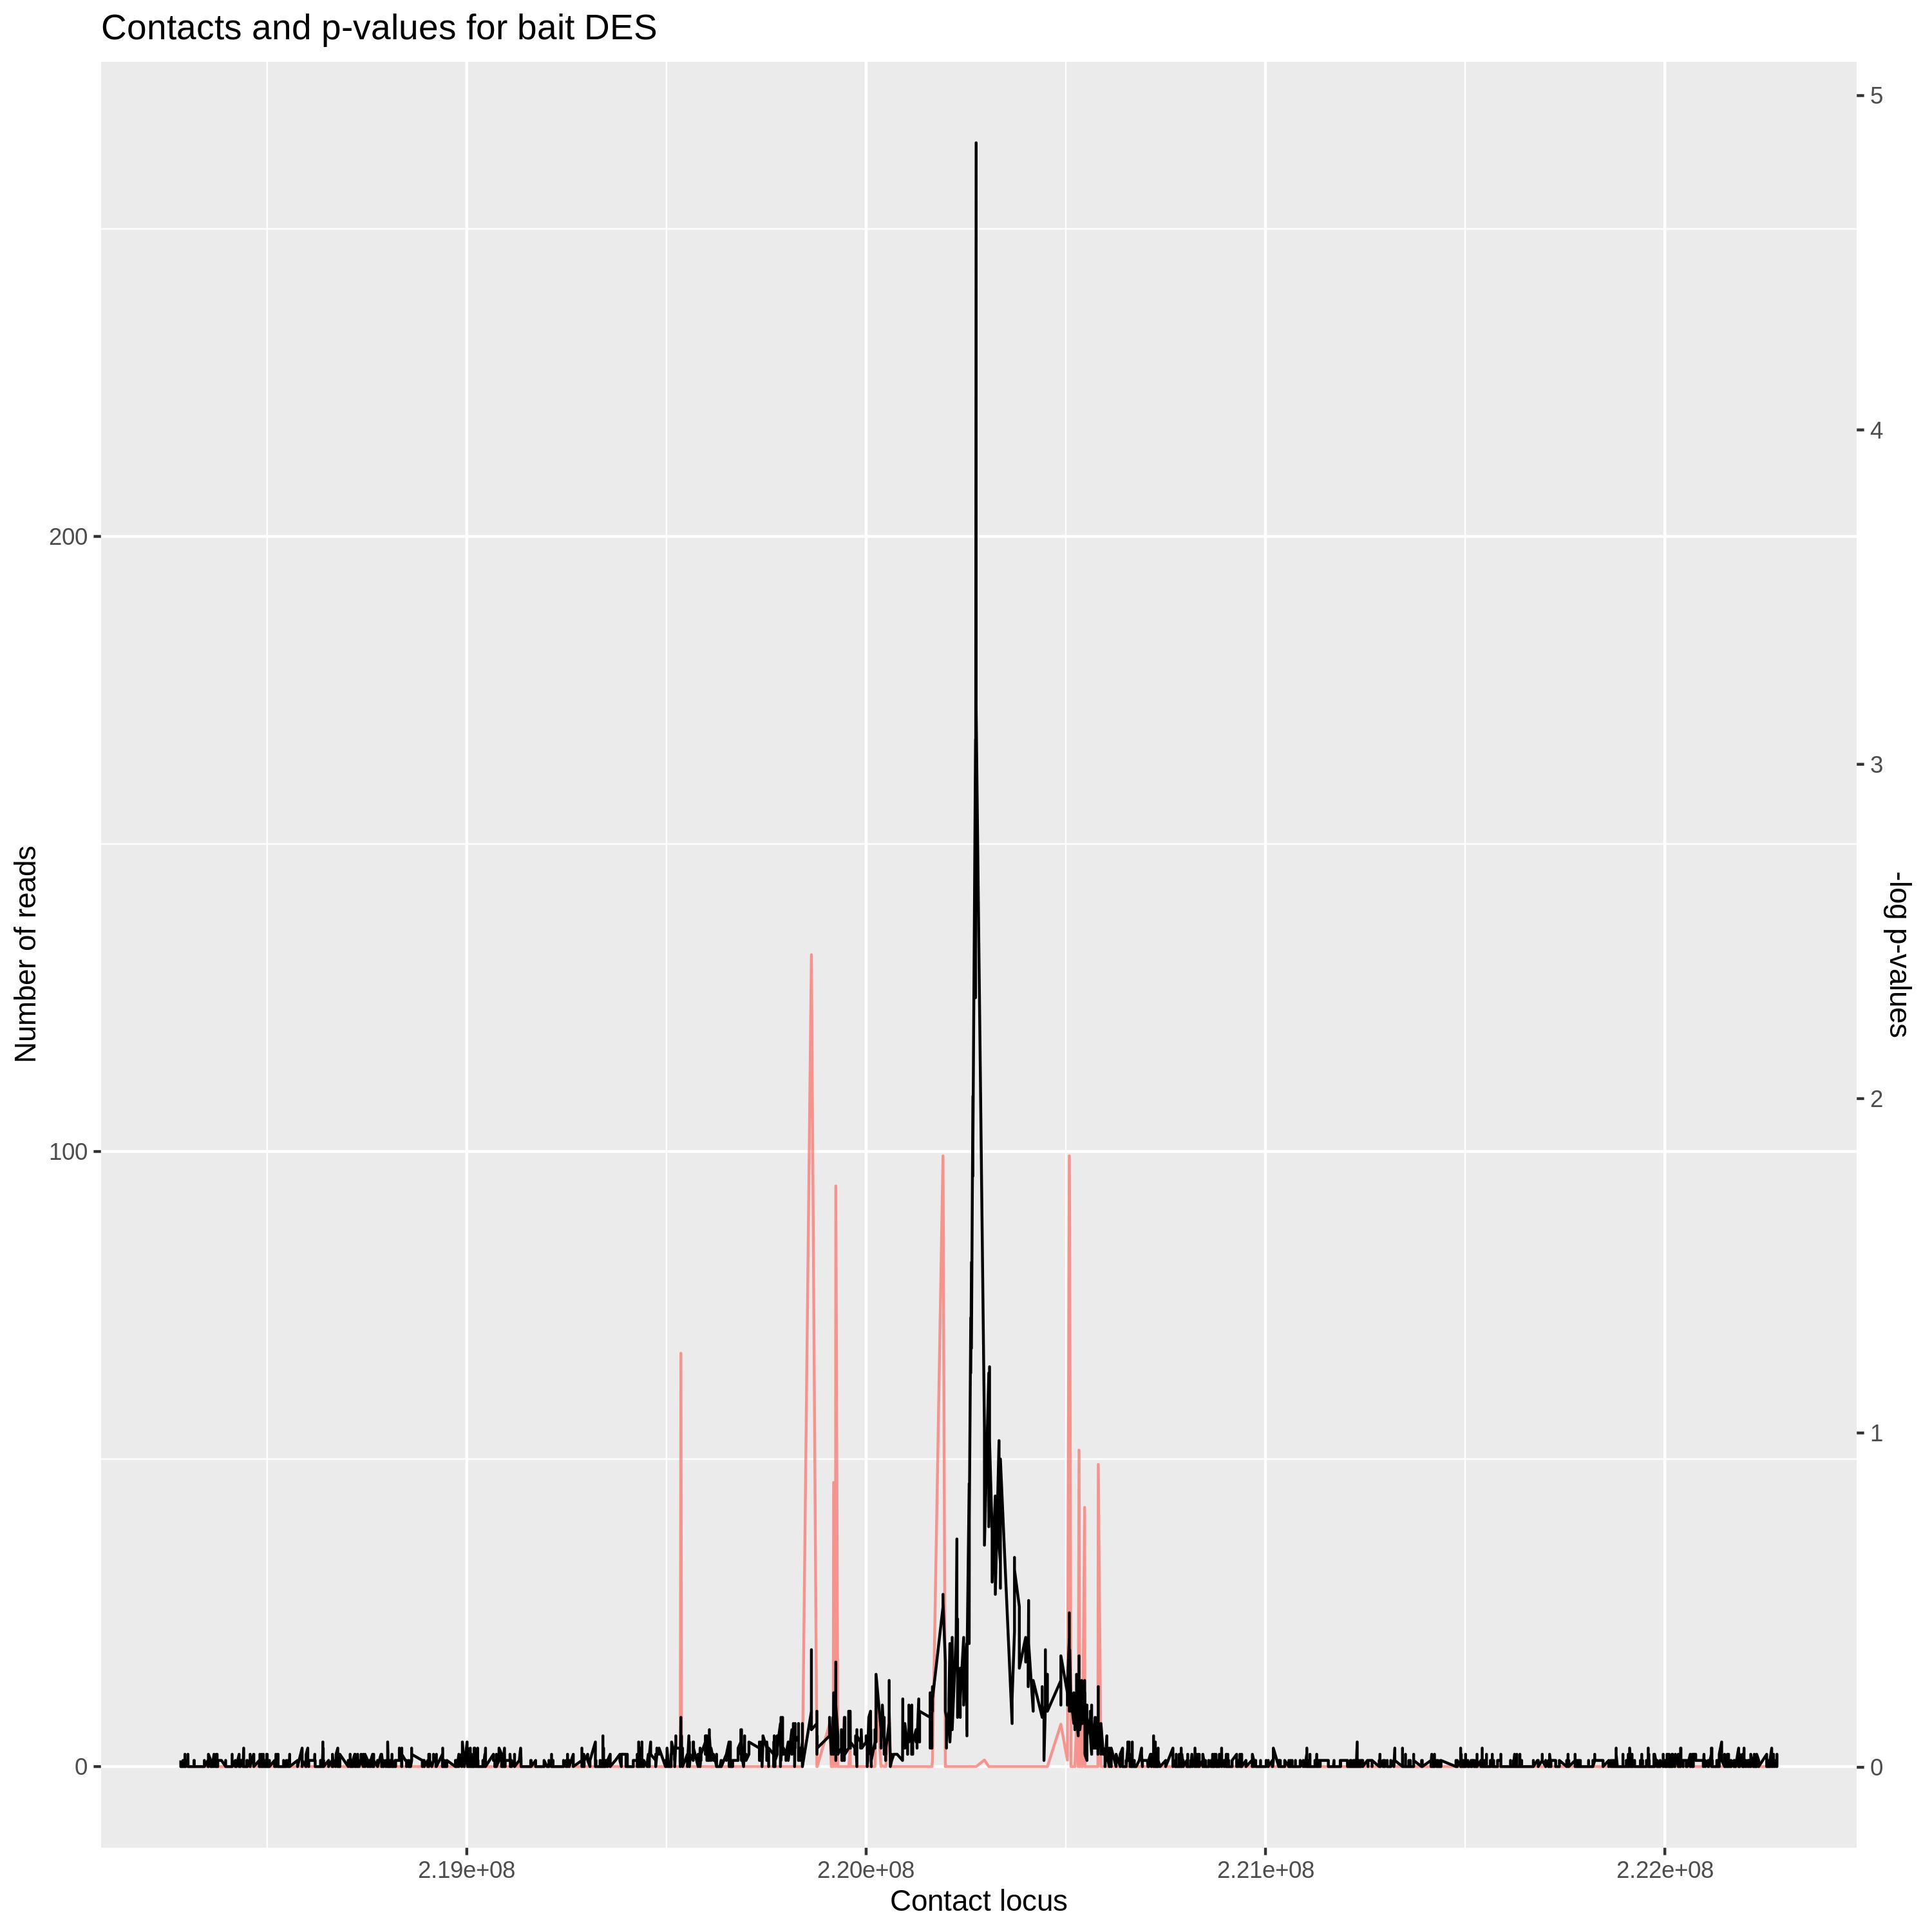 Contacts and p-values for bait DES
Number of reads
200
100
0
5
4
3
2
1
0
-log p-values
2.19e+08
2.20e+08
2.21e+08
2.22e+08
Contact locus